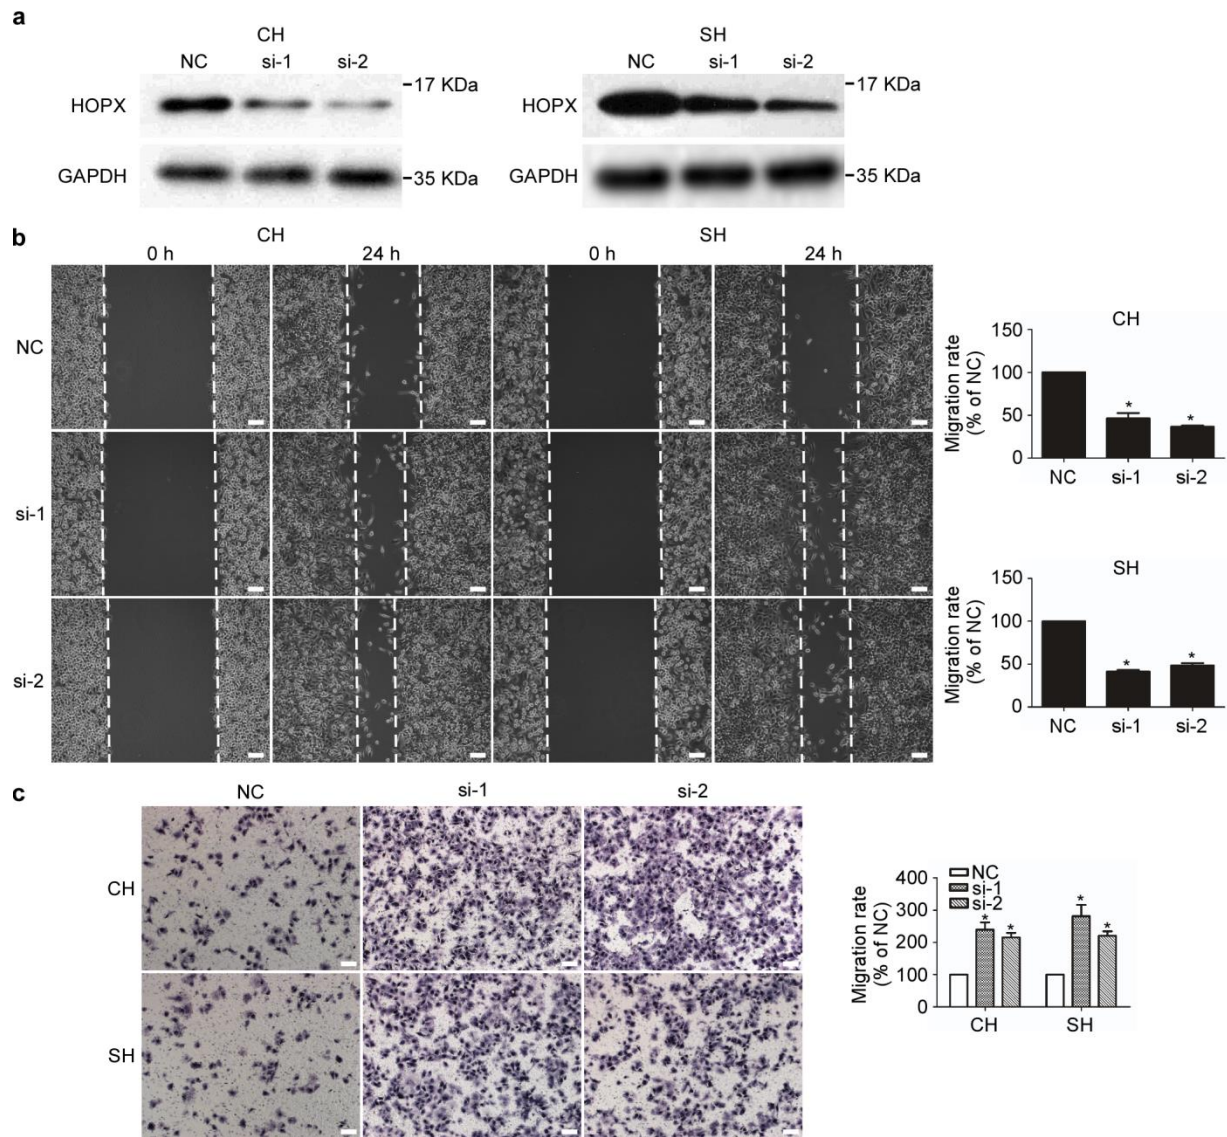 a
CH
NC si-1 si-2
HOPX
17 KDa
GAPDH
35 KDa
SH
NC si-1 si-2
HOPX
17 KDa
GAPDH
35 KDa
b
CH SH
0 h 24 h 0 h 24 h
NC
si-1
si-2
CH
Migration rate
(% of NC)
150
100
50
0
NC si-1 si-2
SH
Migration rate
(% of NC)
150
100
50
0
NC si-1 si-2
* *
* *
c
NC si-1 si-2
CH
SH
Migration rate
(% of NC)
400
300
200
100
0
NC
si-1
si-2
* * * *
CH SH